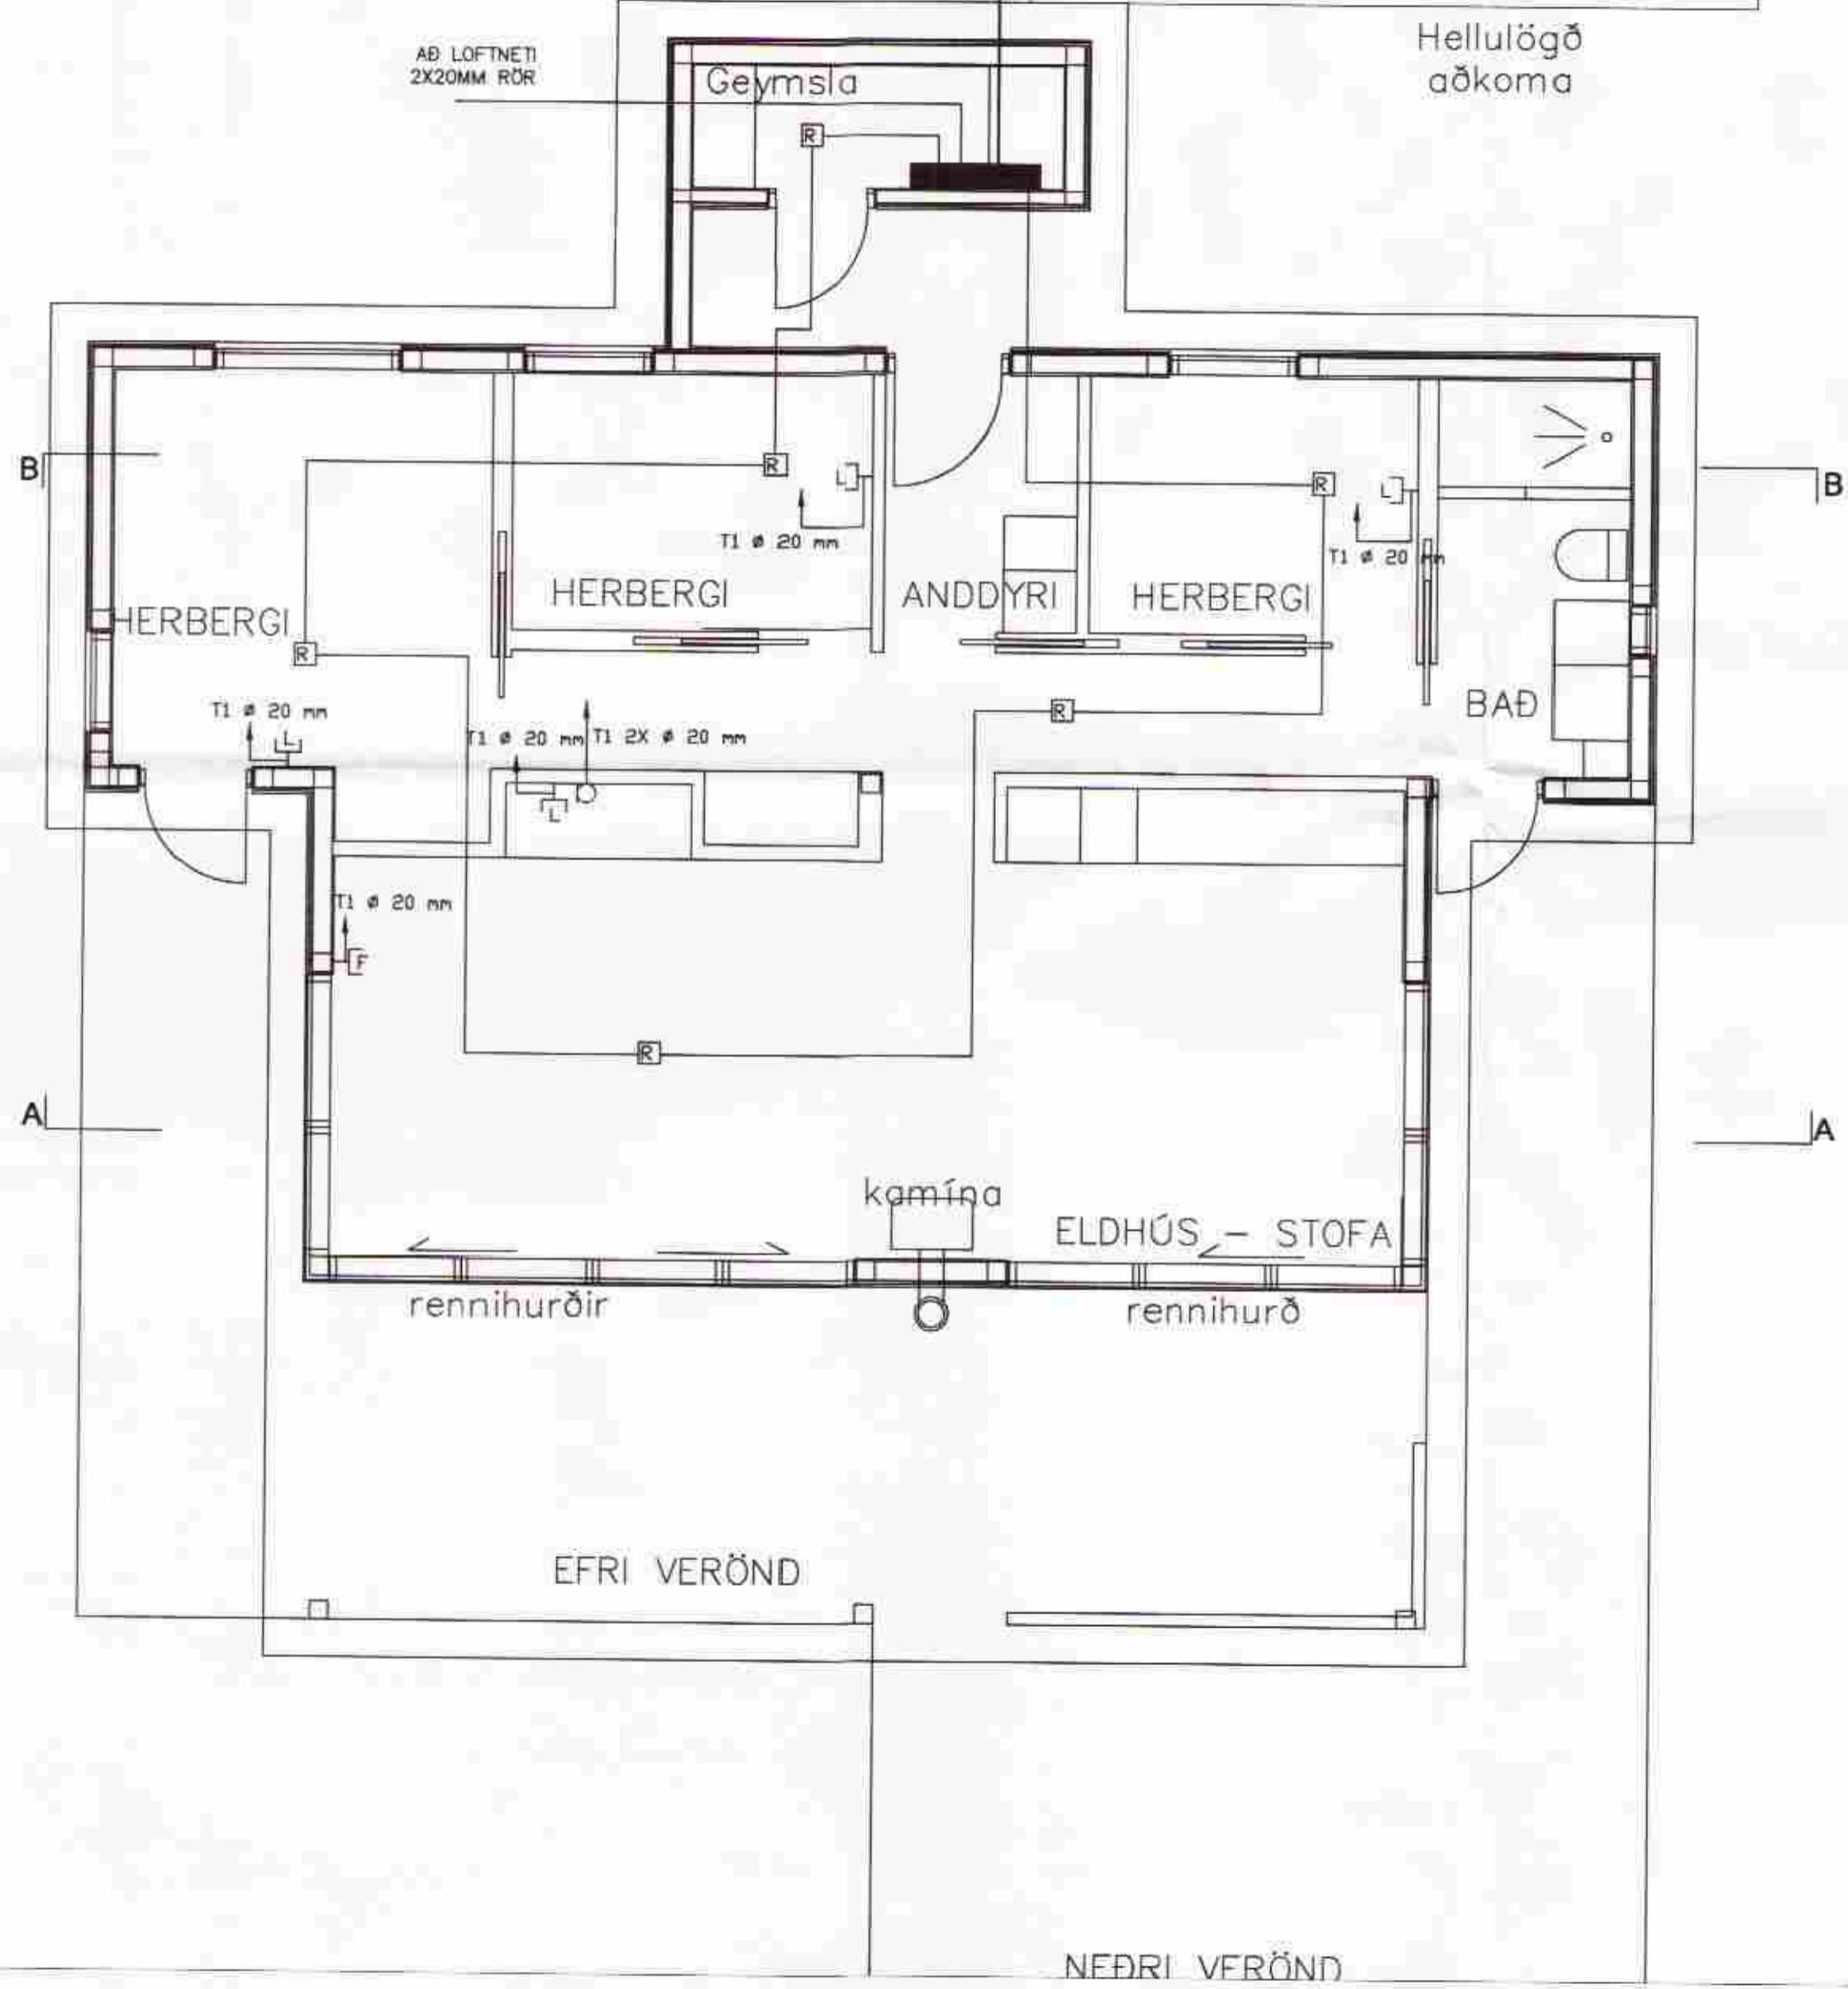 AÐ LOFTNETI
2X20MM RÖR
Hellulögð
aðkoma
Geymsla
R
B
R
L
R
L
B
T1 ø 20 mm
T1 ø 20 mm
HERBERGI
HERBERGI
ANDDYRI
HERBERGI
R
R
BAÐ
T1 ø 20 mm
L
T1 ø 20 mm
T1 2X ø 20 mm
L
T1 ø 20 mm
F
R
A
A
kamína
ELDHÚS - STOFA
rennihurðir
rennihurð
EFRI VERÖND
NEÐRI VERÖND